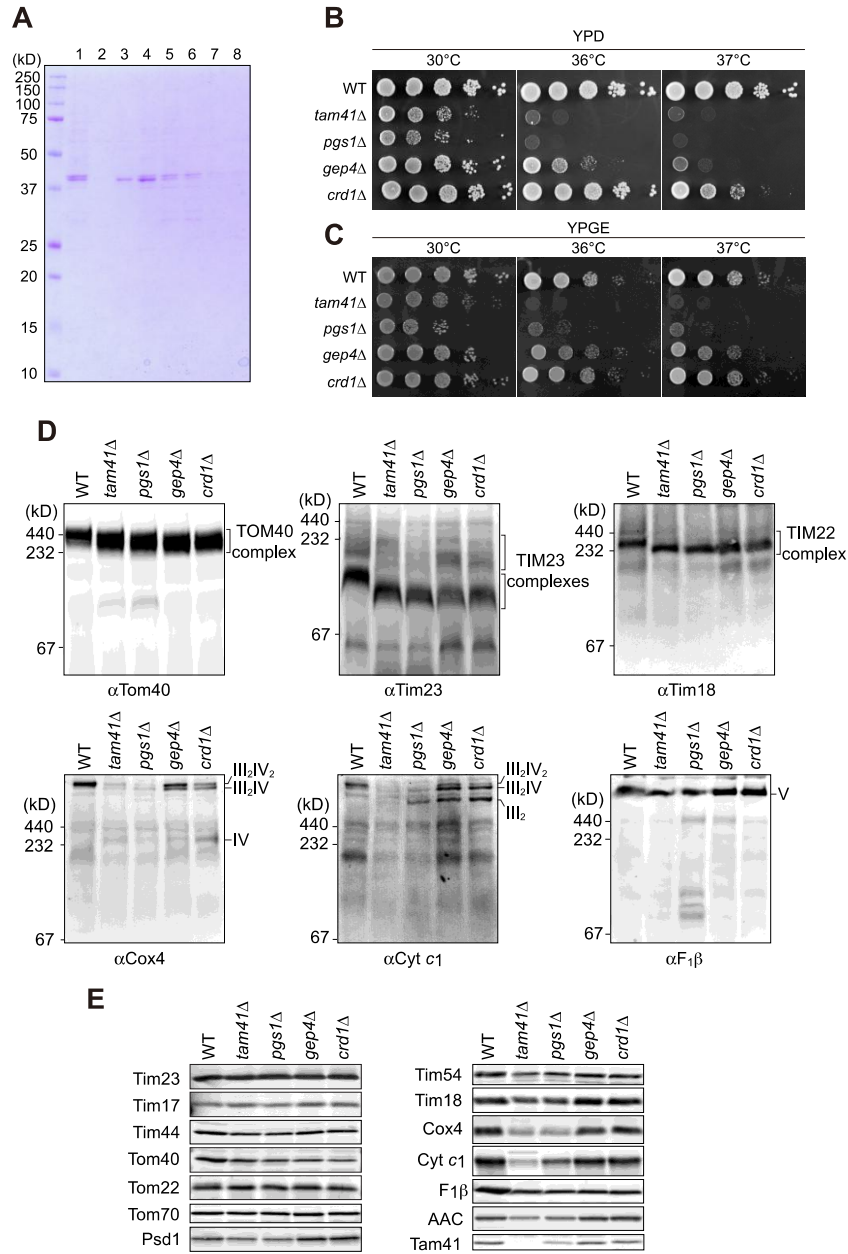 A
(kD) 1 2 3 4 5 6 7 8
250
150
100
75
50
37
25
20
15
10
B
YPD
30°C 36°C 37°C
WT
tam41Δ
pgs1Δ
gep4Δ
crd1Δ
C
YPGE
30°C 36°C 37°C
WT
tam41Δ
pgs1Δ
gep4Δ
crd1Δ
D
WT tam41Δ pgs1Δ gep4Δ crd1Δ
(kD)
440
232
67
TOM40
complex
αTom40
WT tam41Δ pgs1Δ gep4Δ crd1Δ
(kD)
440
232
67
TIM23
complexes
αTim23
WT tam41Δ pgs1Δ gep4Δ crd1Δ
(kD)
440
232
67
TIM22
complex
αTim18
WT tam41Δ pgs1Δ gep4Δ crd1Δ
(kD)
440
232
67
III₂IV₂
III₂IV
IV
αCox4
WT tam41Δ pgs1Δ gep4Δ crd1Δ
(kD)
440
232
67
III₂IV₂
III₂IV
III₂
αCyt c1
WT tam41Δ pgs1Δ gep4Δ crd1Δ
(kD)
440
232
67
V
αF₁β
E
WT tam41Δ pgs1Δ gep4Δ crd1Δ
Tim23
Tim17
Tim44
Tom40
Tom22
Tom70
Psd1
WT tam41Δ pgs1Δ gep4Δ crd1Δ
Tim54
Tim18
Cox4
Cyt c1
F₁β
AAC
Tam41